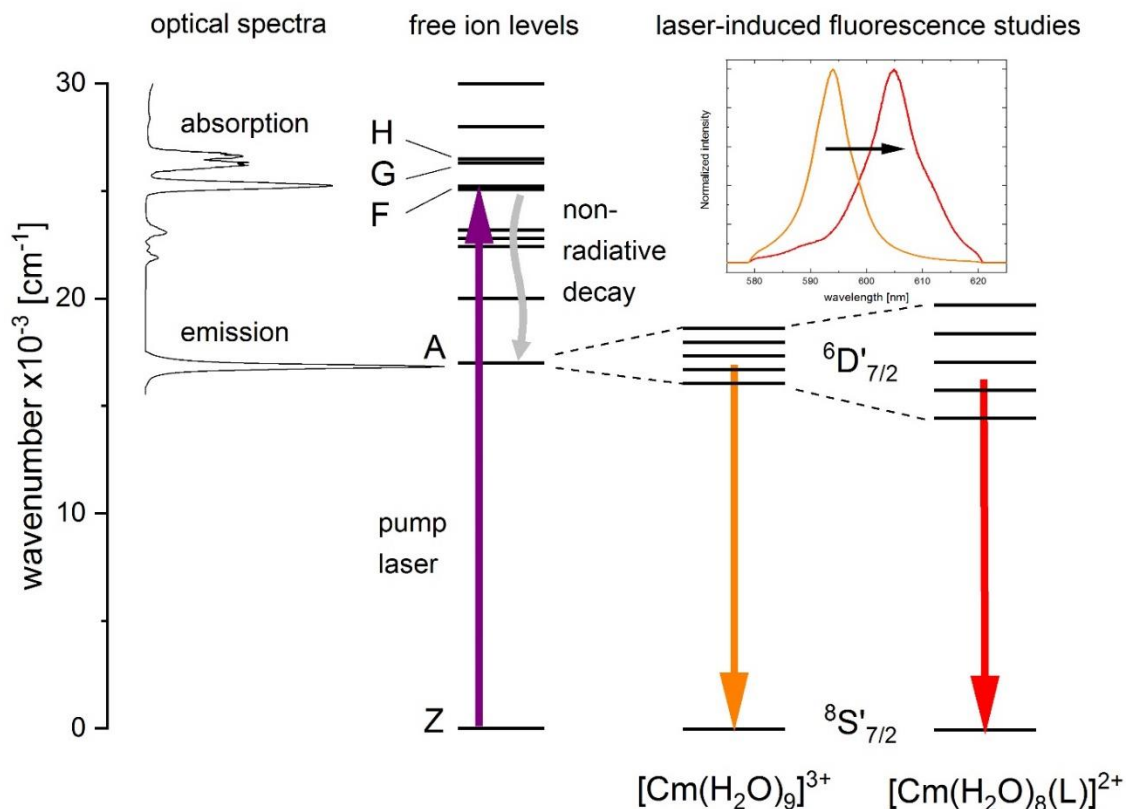 optical spectra
free ion levels
laser-induced fluorescence studies
wavenumber x10⁻³ [cm⁻¹]
30
20
10
0
absorption
emission
H
G
F
A
Z
non-
radiative
decay
pump
laser
Normalized intensity
580
590
600
610
620
wavelength [nm]
⁶D'₇/₂
⁸S'₇/₂
[Cm(H₂O)₉]³⁺
[Cm(H₂O)₈(L)]²⁺